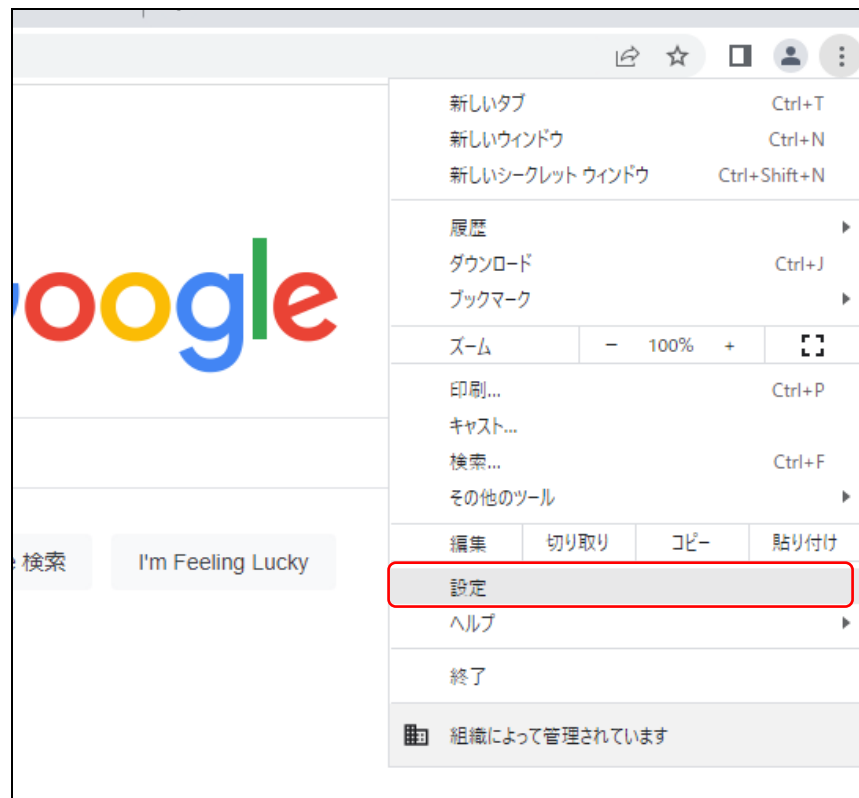 新しいタブ Ctrl+T
新しいウィンドウ Ctrl+N
新しいシークレット ウィンドウ Ctrl+Shift+N
履歴
ダウンロード Ctrl+J
ブックマーク
oogle
ズーム − 100% +
印刷... Ctrl+P
キャスト...
検索... Ctrl+F
その他のツール
編集 切り取り コピー 貼り付け
検索 I'm Feeling Lucky
設定
ヘルプ
終了
組織によって管理されています